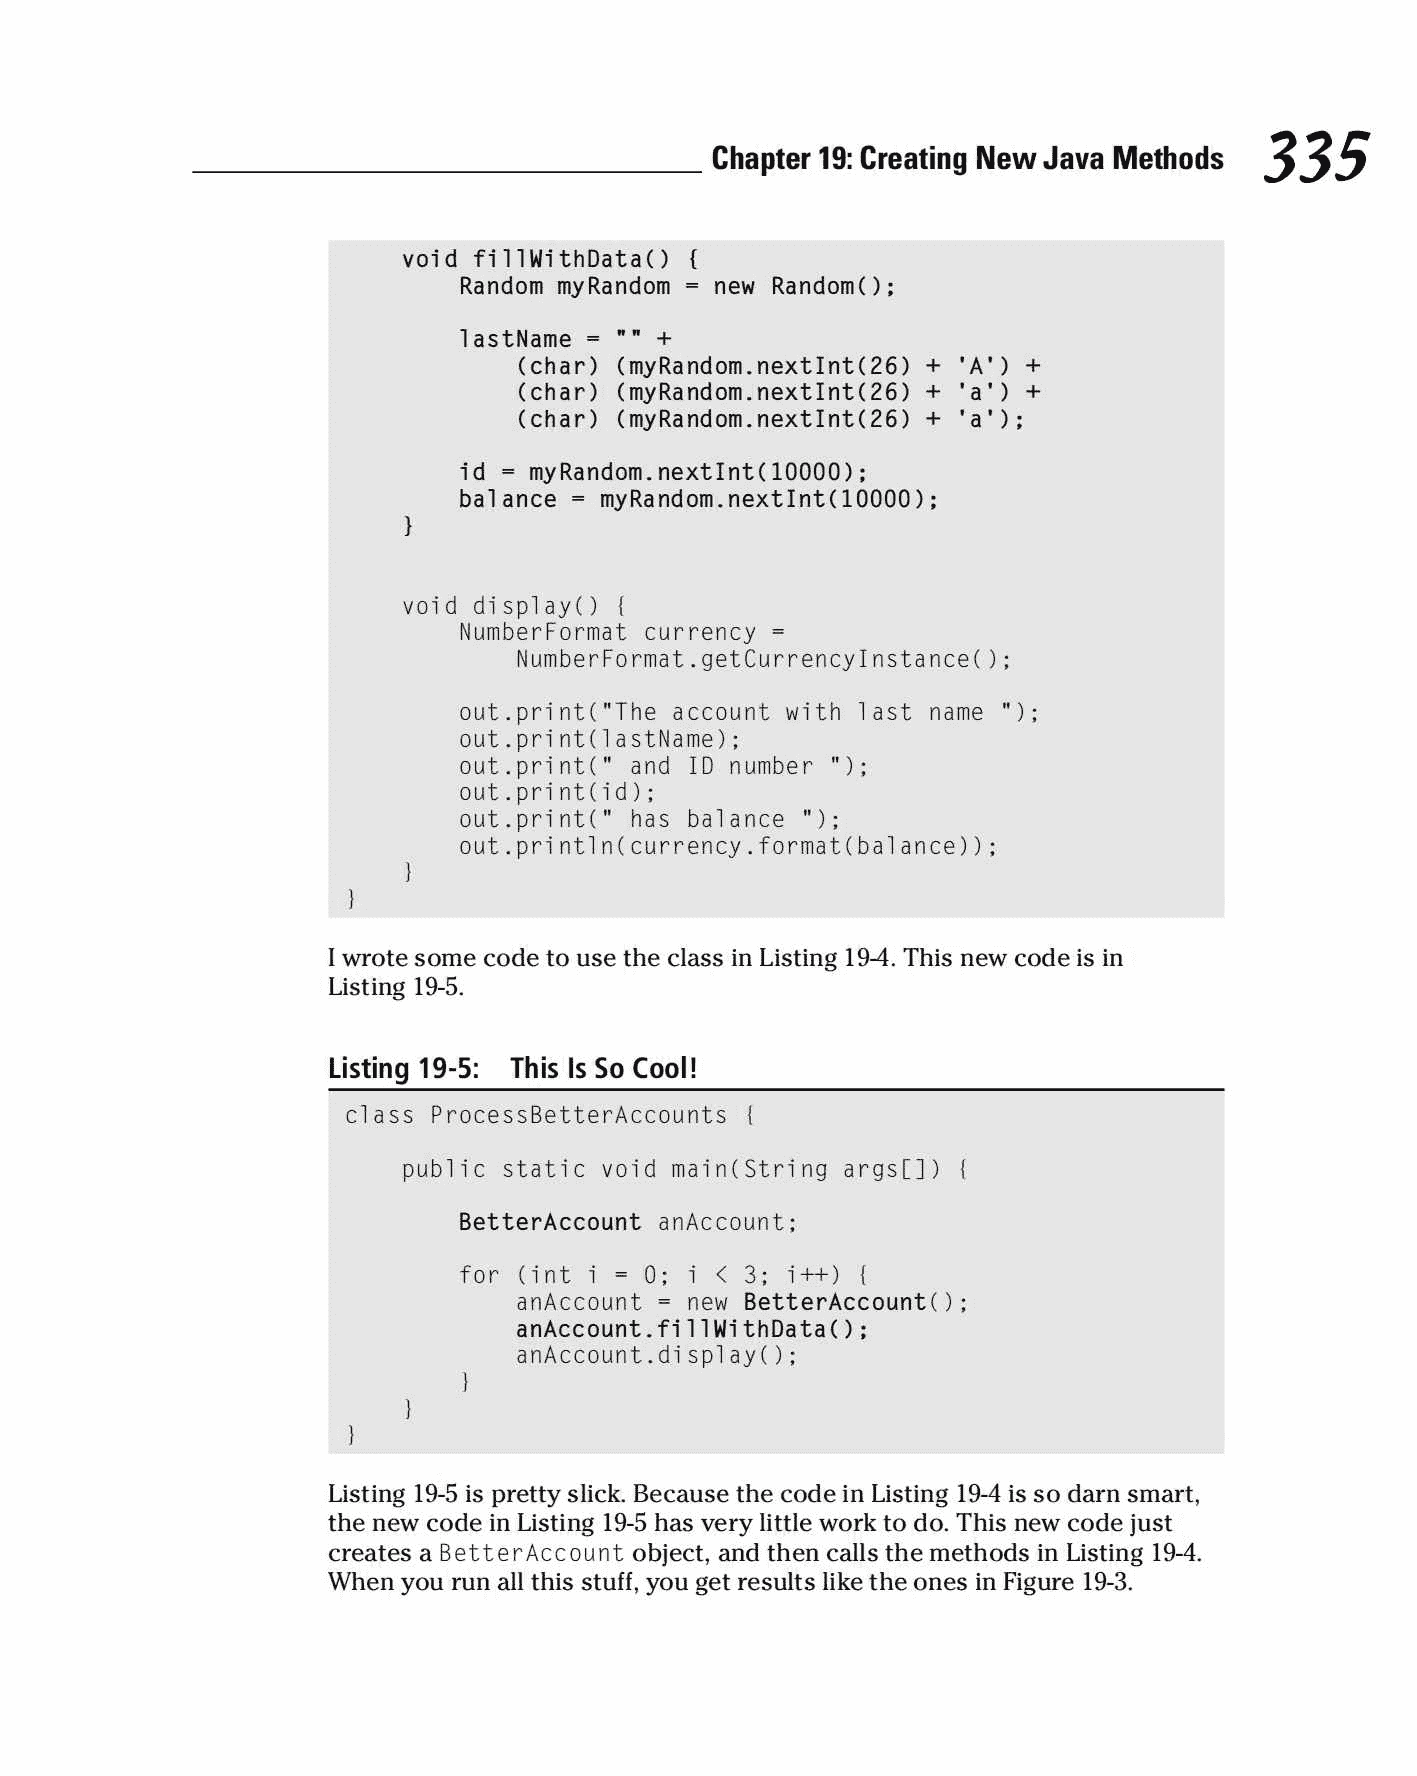 Chapter 19: Creating New Java Methods 335
void fillWithData() {
Random myRandom = new Random();
lastName = "" +
(char) (myRandom.nextInt(26) + 'A') +
(char) (myRandom.nextInt(26) + 'a') +
(char) (myRandom.nextInt(26) + 'a');
id = myRandom.nextInt(10000);
balance = myRandom.nextInt(10000);
}
void display() {
NumberFormat currency =
NumberFormat.getCurrencyInstance();
out.print("The account with last name ");
out.print(lastName);
out.print(" and ID number ");
out.print(id);
out.print(" has balance ");
out.println(currency.format(balance));
}
}
I wrote some code to use the class in Listing 19-4. This new code is in
Listing 19-5.
Listing 19-5: This Is So Cool!
class ProcessBetterAccounts {
public static void main(String args[]) {
BetterAccount anAccount;
for (int i = 0; i < 3; i++) {
anAccount = new BetterAccount();
anAccount.fillWithData();
anAccount.display();
}
}
}
Listing 19-5 is pretty slick. Because the code in Listing 19-4 is so darn smart,
the new code in Listing 19-5 has very little work to do. This new code just
creates a BetterAccount object, and then calls the methods in Listing 19-4.
When you run all this stuff, you get results like the ones in Figure 19-3.